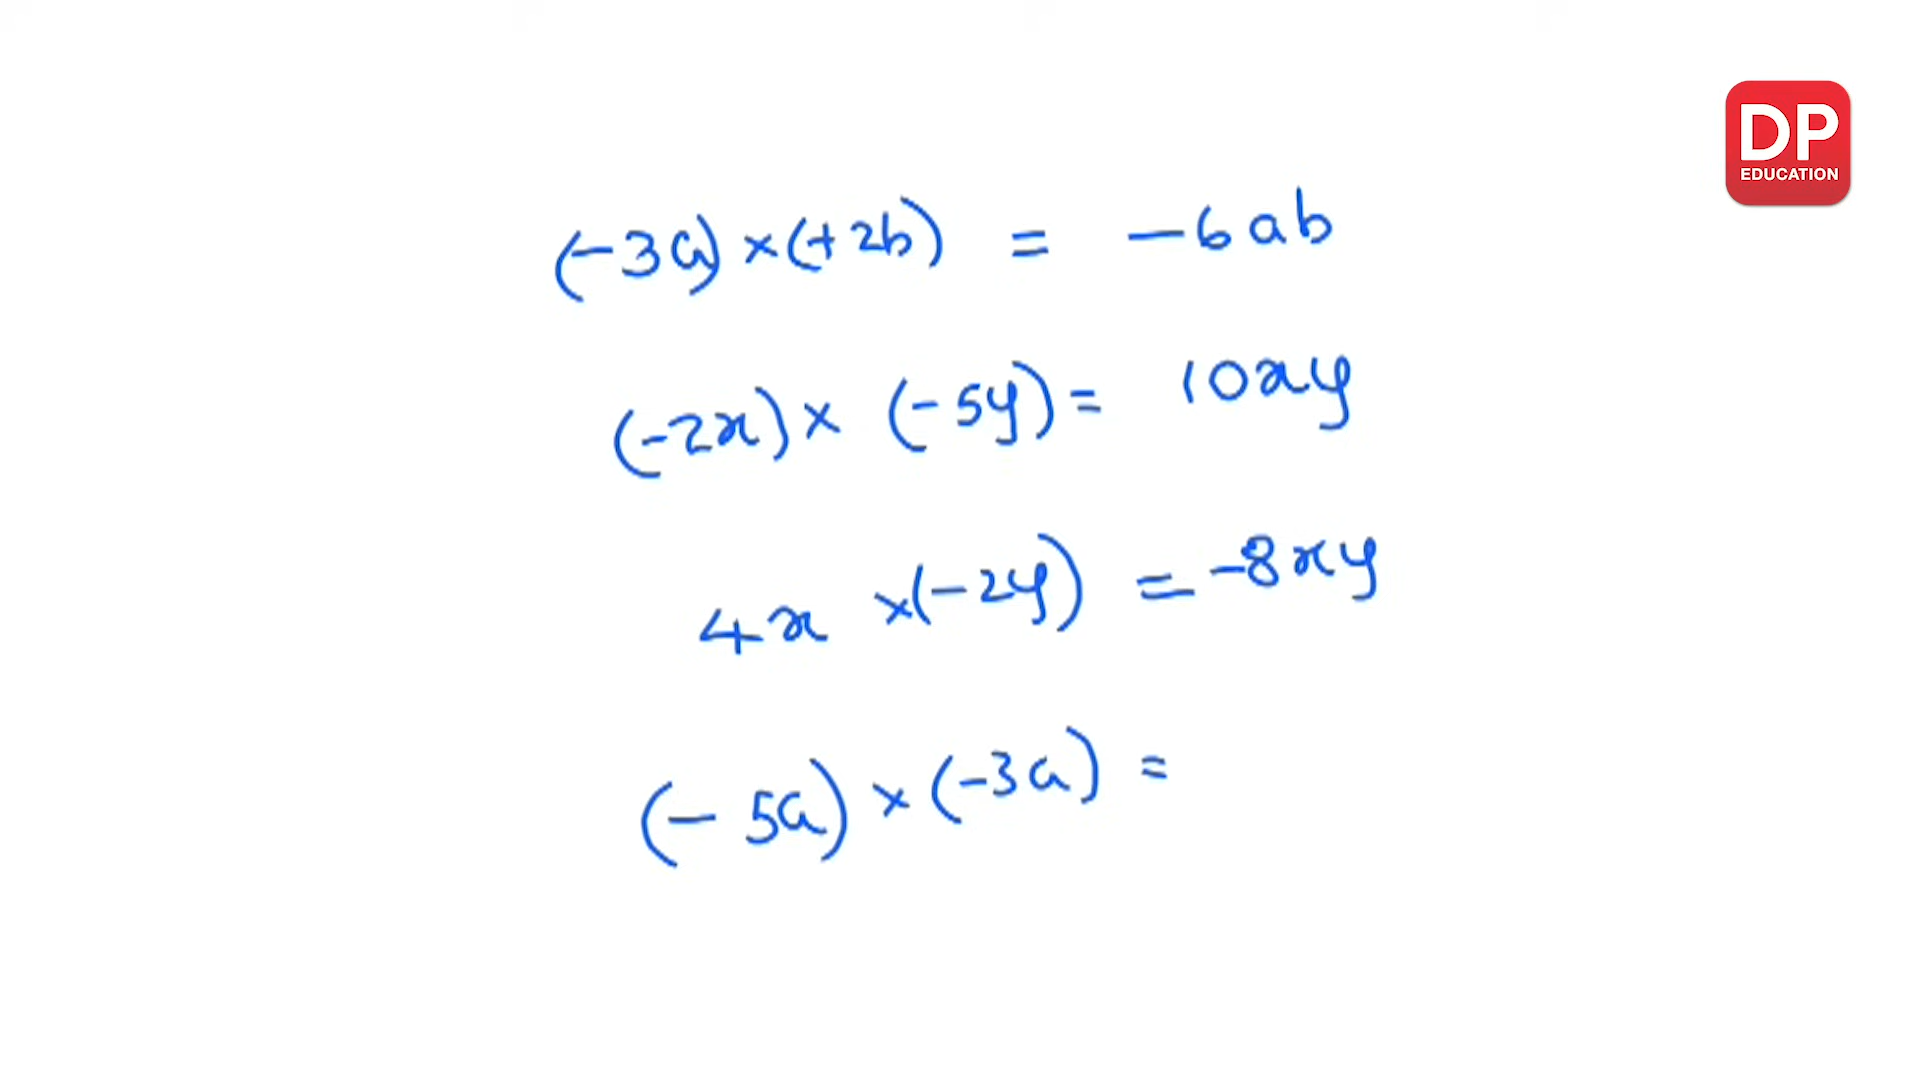 DP
EDUCATION
(-3a) × (+2b) = -6ab
(-2x) × (-5y) = 10xy
4x × (-2y) = -8xy
(-5a) × (-3a) =